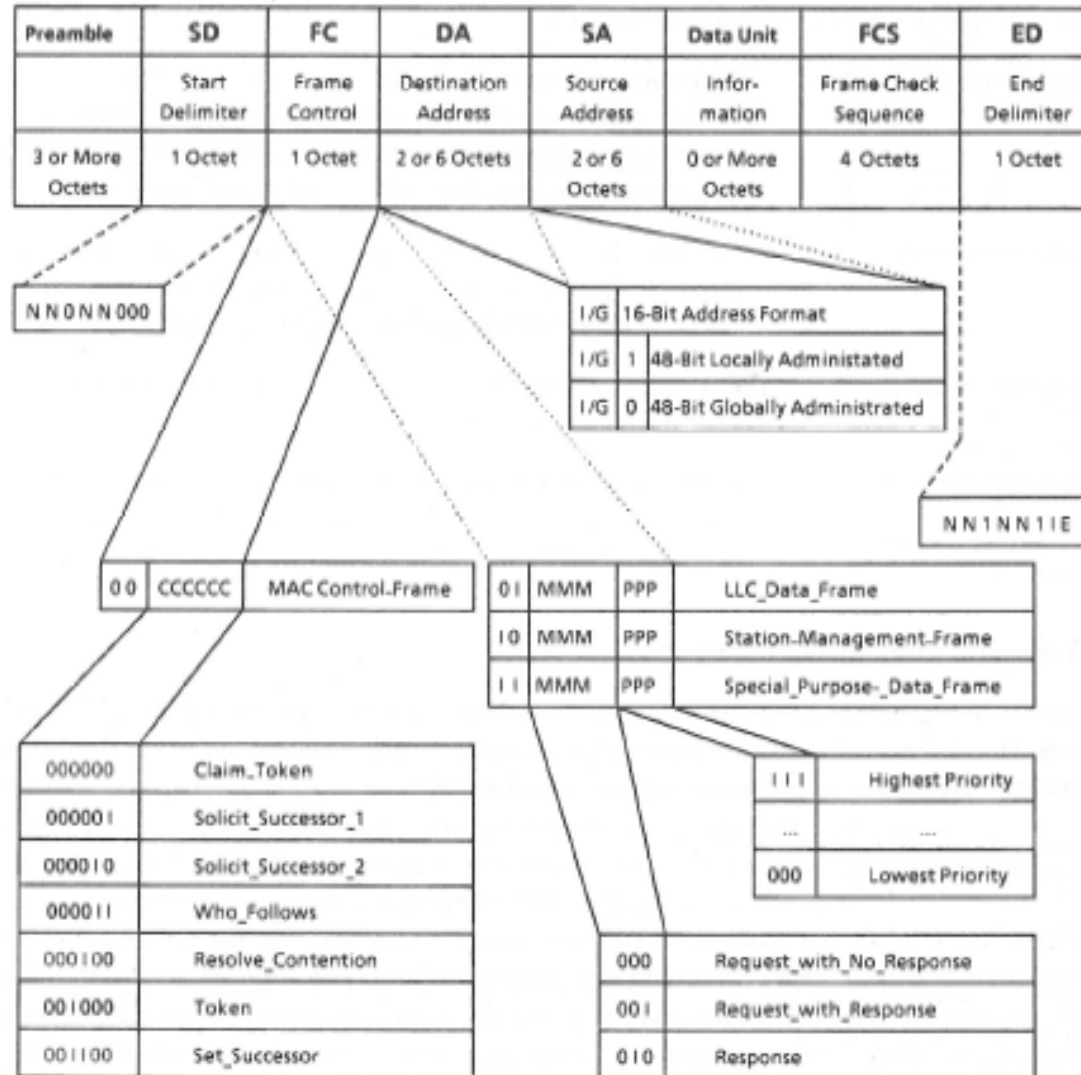 Preamble SD FC DA SA Data Unit FCS ED
Start Delimiter Frame Control Destination Address Source Address Infor-mation Frame Check Sequence End Delimiter
3 or More Octets 1 Octet 1 Octet 2 or 6 Octets 2 or 6 Octets 0 or More Octets 4 Octets 1 Octet
N N 0 N N 000
I/G 16-Bit Address Format
I/G 1 48-Bit Locally Administated
I/G 0 48-Bit Globally Administrated
N N 1 N N 1 I E
0 0 CCCCCC MAC Control-Frame
01 MMM PPP LLC_Data_Frame
10 MMM PPP Station-Management-Frame
11 MMM PPP Special_Purpose-_Data_Frame
000000 Claim_Token
000001 Solicit_Successor_1
000010 Solicit_Successor_2
000011 Who_Follows
000100 Resolve_Contention
001000 Token
001100 Set_Successor
111 Highest Priority
... ...
000 Lowest Priority
000 Request_with_No_Response
001 Request_with_Response
010 Response